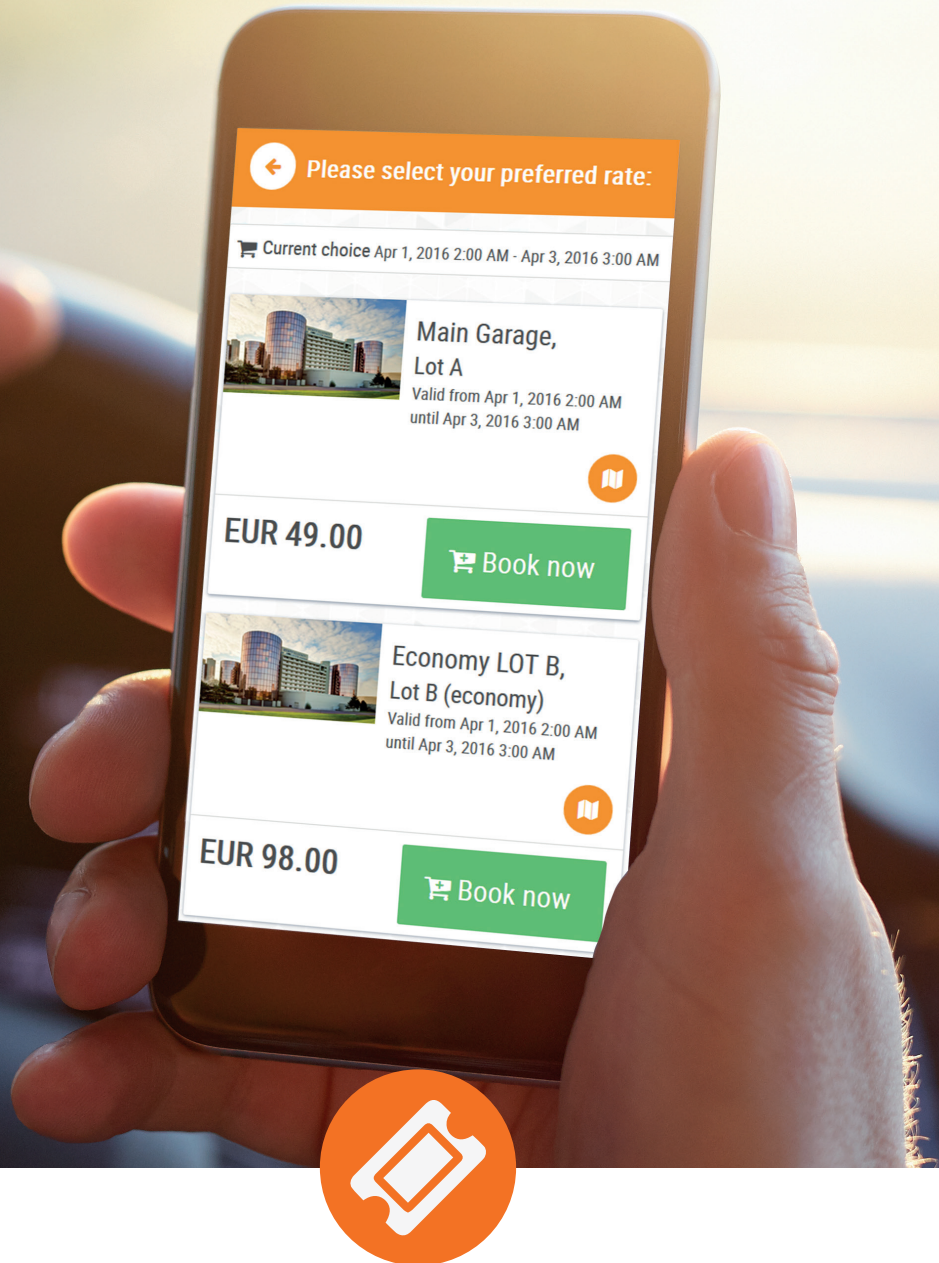 Please select your preferred rate:
Current choice Apr 1, 2016 2:00 AM - Apr 3, 2016 3:00 AM
Main Garage,
Lot A
Valid from Apr 1, 2016 2:00 AM
until Apr 3, 2016 3:00 AM
EUR 49.00
Book now
Economy LOT B,
Lot B (economy)
Valid from Apr 1, 2016 2:00 AM
until Apr 3, 2016 3:00 AM
EUR 98.00
Book now